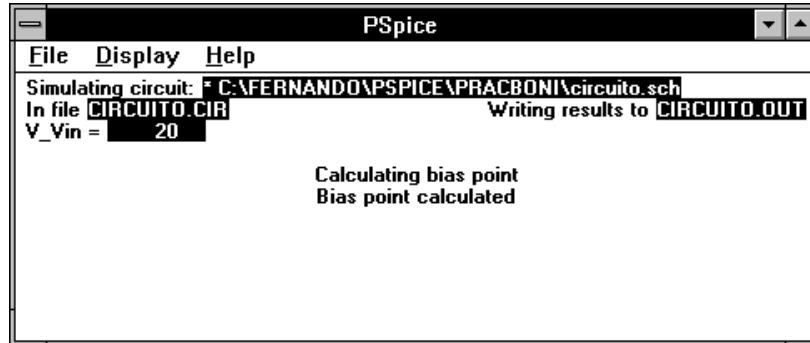 PSpice
File Display Help
Simulating circuit: * C:\FERNANDO\PSPICE\PRACBONI\circuito.sch
In file CIRCUITO.CIR Writing results to CIRCUITO.OUT
V_Vin = 20
Calculating bias point
Bias point calculated